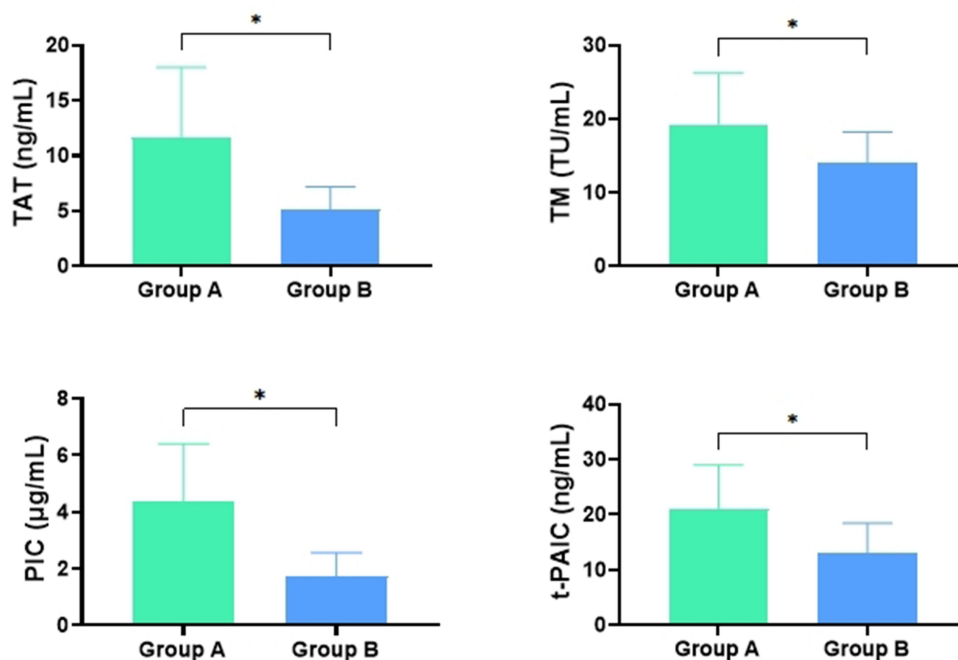 *
TAT (ng/mL)
20
15
10
5
0
Group A
Group B
*
TM (TU/mL)
30
20
10
0
Group A
Group B
*
PIC (μg/mL)
8
6
4
2
0
Group A
Group B
*
t-PAIC (ng/mL)
40
30
20
10
0
Group A
Group B